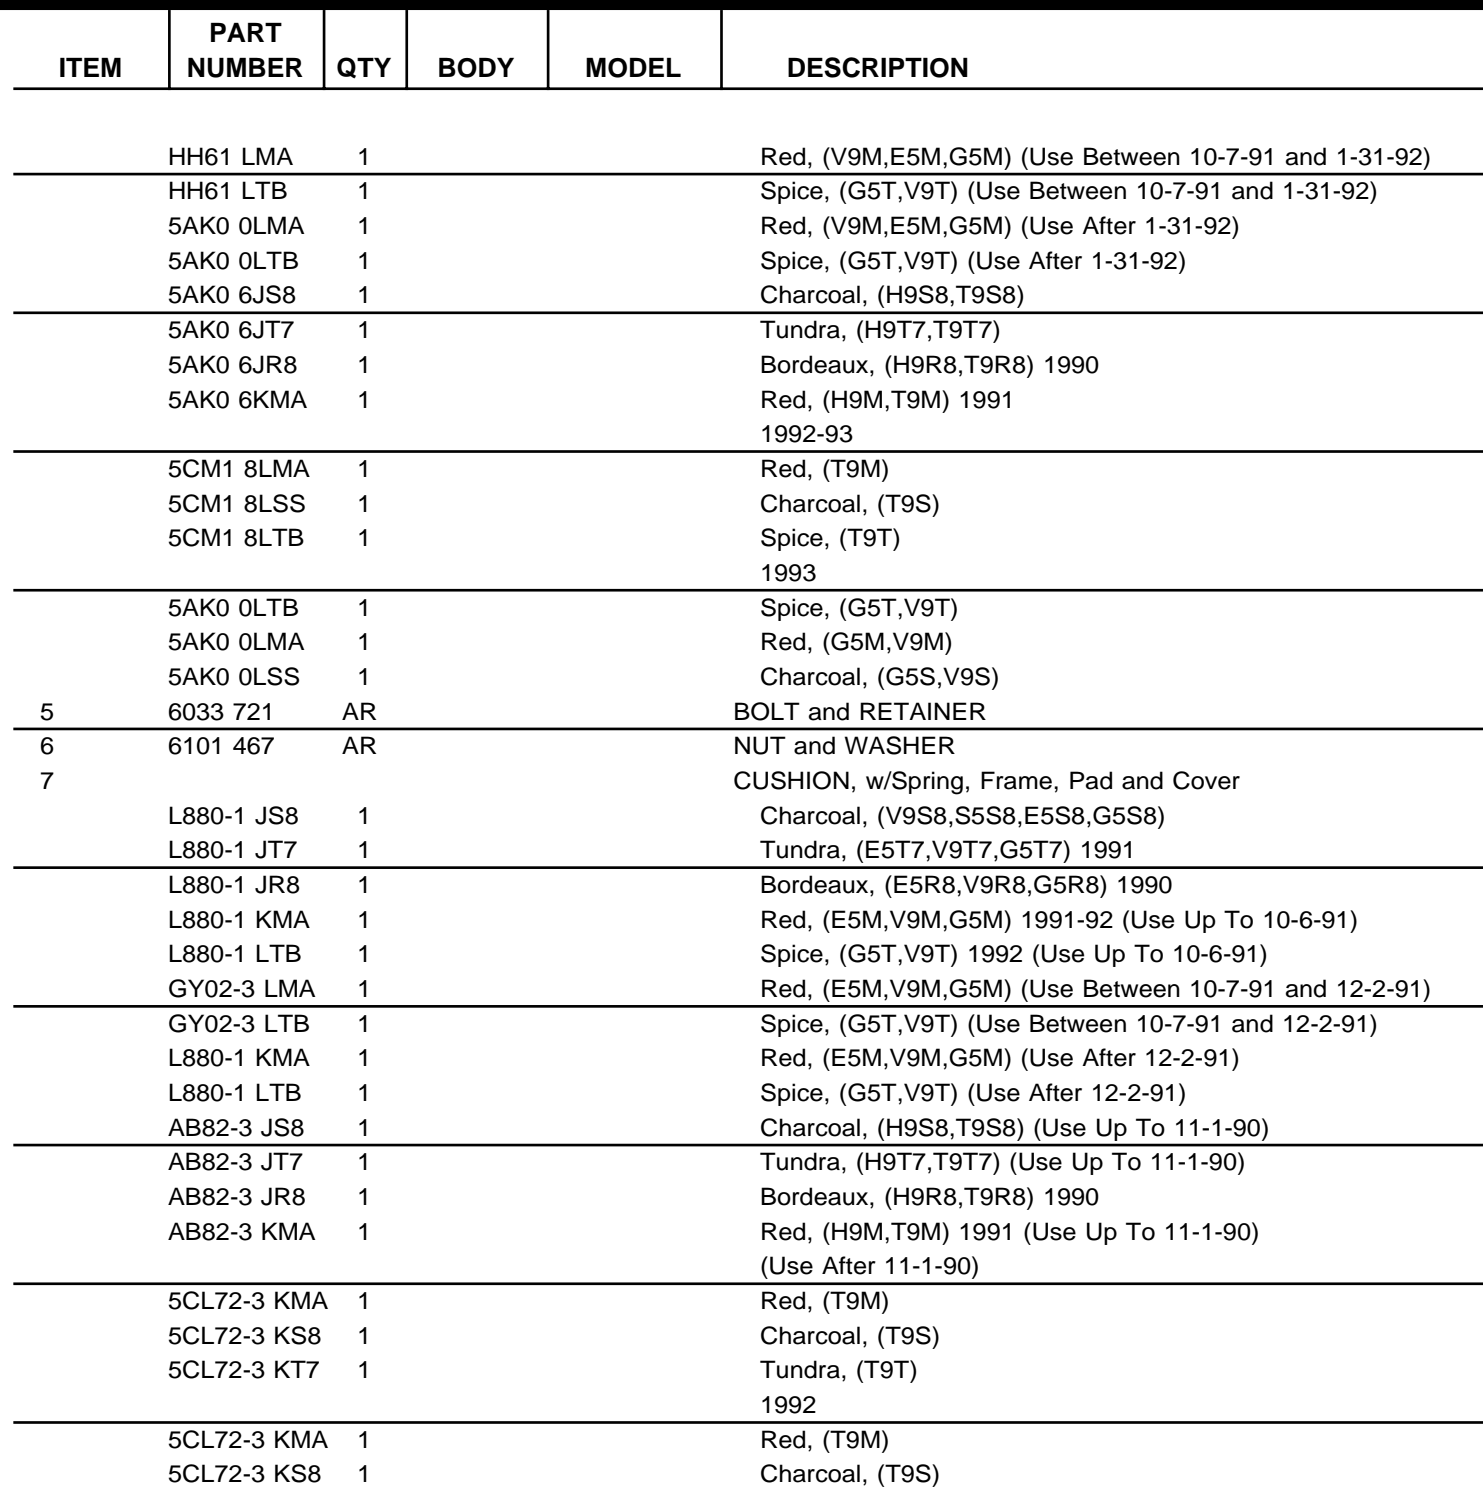 PART
ITEM NUMBER QTY BODY MODEL DESCRIPTION
HH61 LMA 1 Red, (V9M,E5M,G5M) (Use Between 10-7-91 and 1-31-92)
HH61 LTB 1 Spice, (G5T,V9T) (Use Between 10-7-91 and 1-31-92)
5AK0 0LMA 1 Red, (V9M,E5M,G5M) (Use After 1-31-92)
5AK0 0LTB 1 Spice, (G5T,V9T) (Use After 1-31-92)
5AK0 6JS8 1 Charcoal, (H9S8,T9S8)
5AK0 6JT7 1 Tundra, (H9T7,T9T7)
5AK0 6JR8 1 Bordeaux, (H9R8,T9R8) 1990
5AK0 6KMA 1 Red, (H9M,T9M) 1991
1992-93
5CM1 8LMA 1 Red, (T9M)
5CM1 8LSS 1 Charcoal, (T9S)
5CM1 8LTB 1 Spice, (T9T)
1993
5AK0 0LTB 1 Spice, (G5T,V9T)
5AK0 0LMA 1 Red, (G5M,V9M)
5AK0 0LSS 1 Charcoal, (G5S,V9S)
5 6033 721 AR BOLT and RETAINER
6 6101 467 AR NUT and WASHER
7 CUSHION, w/Spring, Frame, Pad and Cover
L880-1 JS8 1 Charcoal, (V9S8,S5S8,E5S8,G5S8)
L880-1 JT7 1 Tundra, (E5T7,V9T7,G5T7) 1991
L880-1 JR8 1 Bordeaux, (E5R8,V9R8,G5R8) 1990
L880-1 KMA 1 Red, (E5M,V9M,G5M) 1991-92 (Use Up To 10-6-91)
L880-1 LTB 1 Spice, (G5T,V9T) 1992 (Use Up To 10-6-91)
GY02-3 LMA 1 Red, (E5M,V9M,G5M) (Use Between 10-7-91 and 12-2-91)
GY02-3 LTB 1 Spice, (G5T,V9T) (Use Between 10-7-91 and 12-2-91)
L880-1 KMA 1 Red, (E5M,V9M,G5M) (Use After 12-2-91)
L880-1 LTB 1 Spice, (G5T,V9T) (Use After 12-2-91)
AB82-3 JS8 1 Charcoal, (H9S8,T9S8) (Use Up To 11-1-90)
AB82-3 JT7 1 Tundra, (H9T7,T9T7) (Use Up To 11-1-90)
AB82-3 JR8 1 Bordeaux, (H9R8,T9R8) 1990
AB82-3 KMA 1 Red, (H9M,T9M) 1991 (Use Up To 11-1-90)
(Use After 11-1-90)
5CL72-3 KMA 1 Red, (T9M)
5CL72-3 KS8 1 Charcoal, (T9S)
5CL72-3 KT7 1 Tundra, (T9T)
1992
5CL72-3 KMA 1 Red, (T9M)
5CL72-3 KS8 1 Charcoal, (T9S)